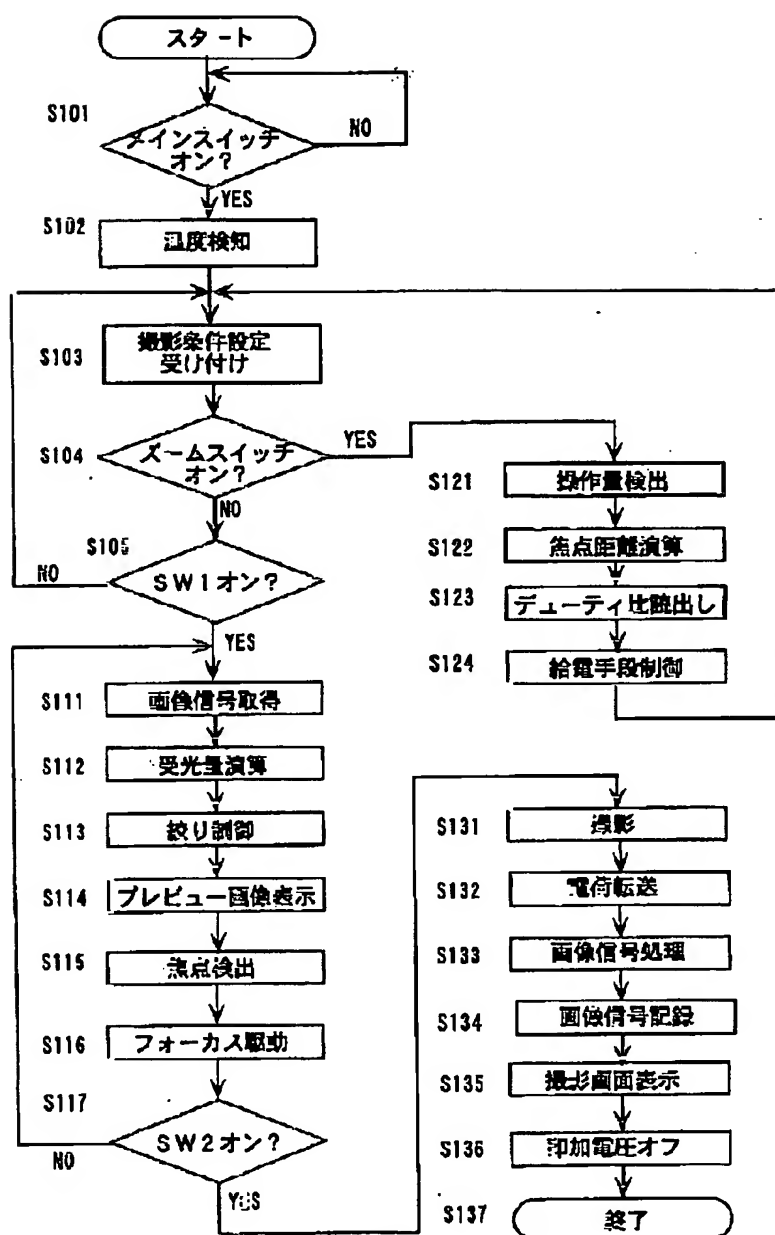 スタート
S101
メインスイッチ
オン？
NO
YES
S102
温度検知
S103
撮影条件設定
受け付け
S104
ズームスイッチ
オン？
YES
NO
S105
SW1オン？
NO
YES
S111
画像信号取得
S112
受光量演算
S113
絞り制御
S114
プレビュー画像表示
S115
焦点検出
S116
フォーカス駆動
S117
SW2オン？
NO
YES
S121
操作量検出
S122
焦点距離演算
S123
デューティ比読出し
S124
給電手段制御
S131
撮影
S132
電荷転送
S133
画像信号処理
S134
画像信号記録
S135
撮影画面表示
S136
印加電圧オフ
S137
終了